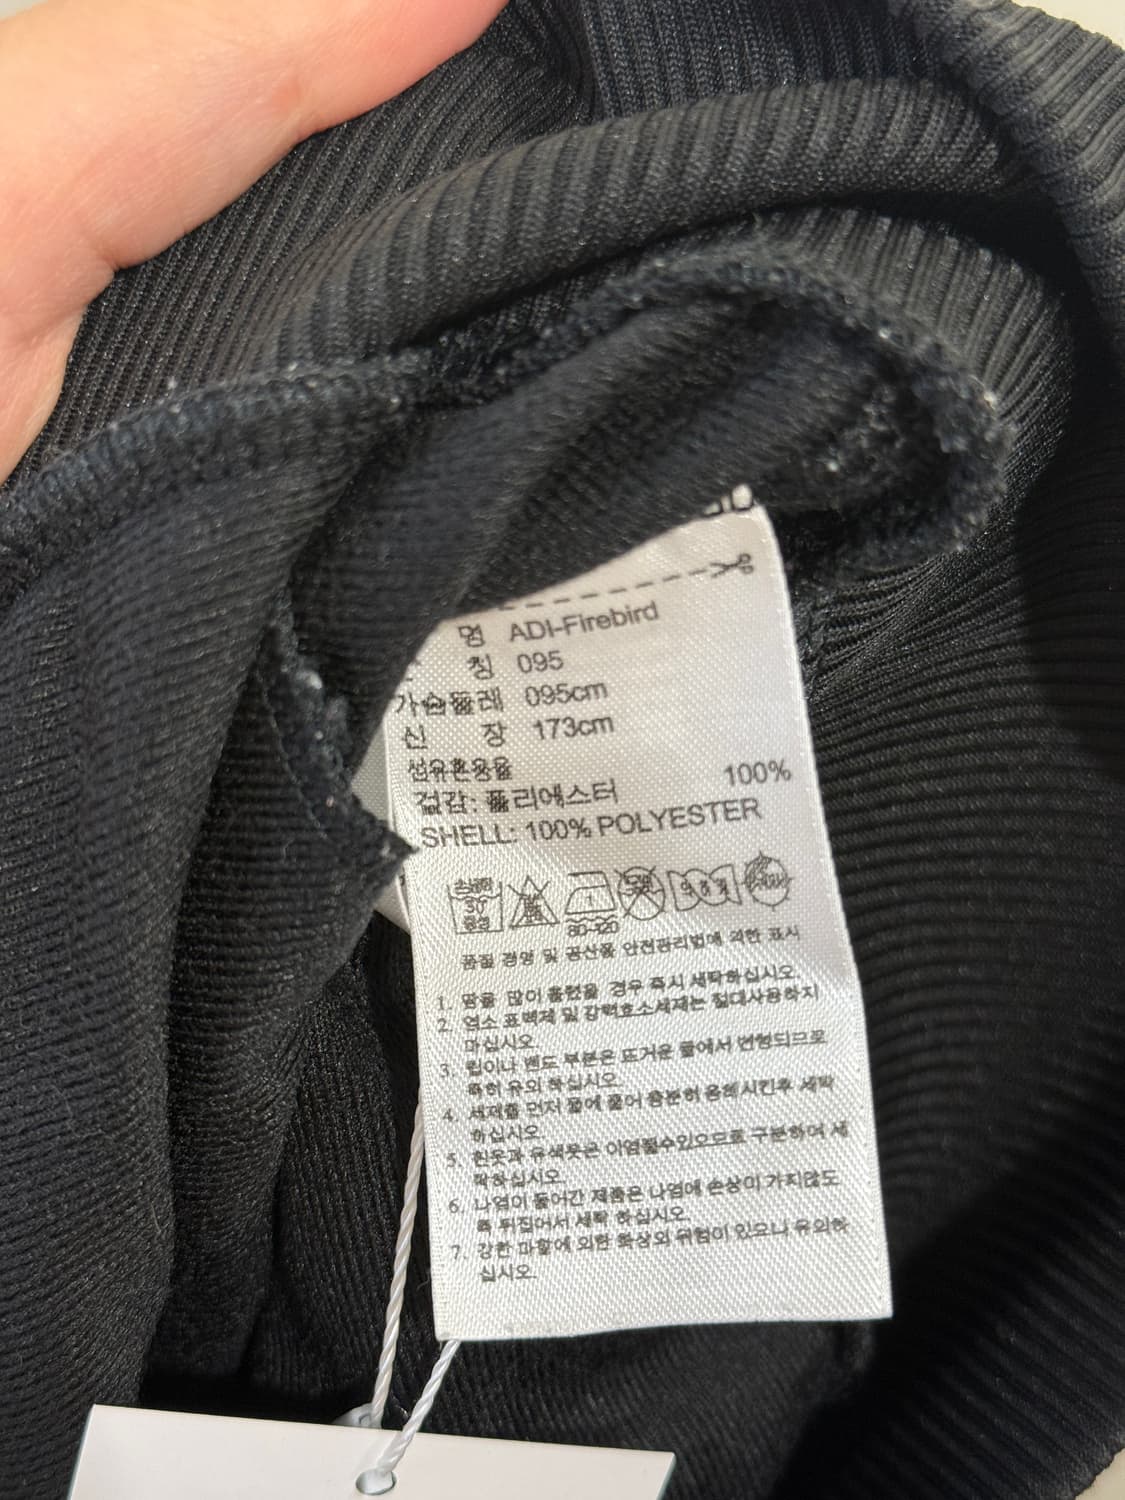 명 ADI-Firebird
칭 095
가슴둘레 095cm
신 장 173cm
섬유혼용율
겉감: 폴리에스터 100%
SHELL: 100% POLYESTER
30
중성
80-120
품질 경영 및 공산품 안전관리법에 의한 표시
1. 땀을 많이 흘렸을 경우 즉시 세탁하십시오.
2. 염소 표백제 및 강력효소세제는 절대사용하지
마십시오.
3. 립이나 밴드 부분은 뜨거운 물에서 변형되므로
특히 유의 하십시오.
4. 세제를 먼저 물에 풀어 충분히 용해시킨후 세탁
하십시오.
5. 흰옷과 유색옷은 이염될수있으므로 구분하여 세
탁하십시오.
6. 나염이 들어간 제품은 나염에 손상이 가지않도
록 뒤집어서 세탁 하십시오.
7. 강한 마찰에 의한 화상의 위험이 있으니 유의하
십시오.